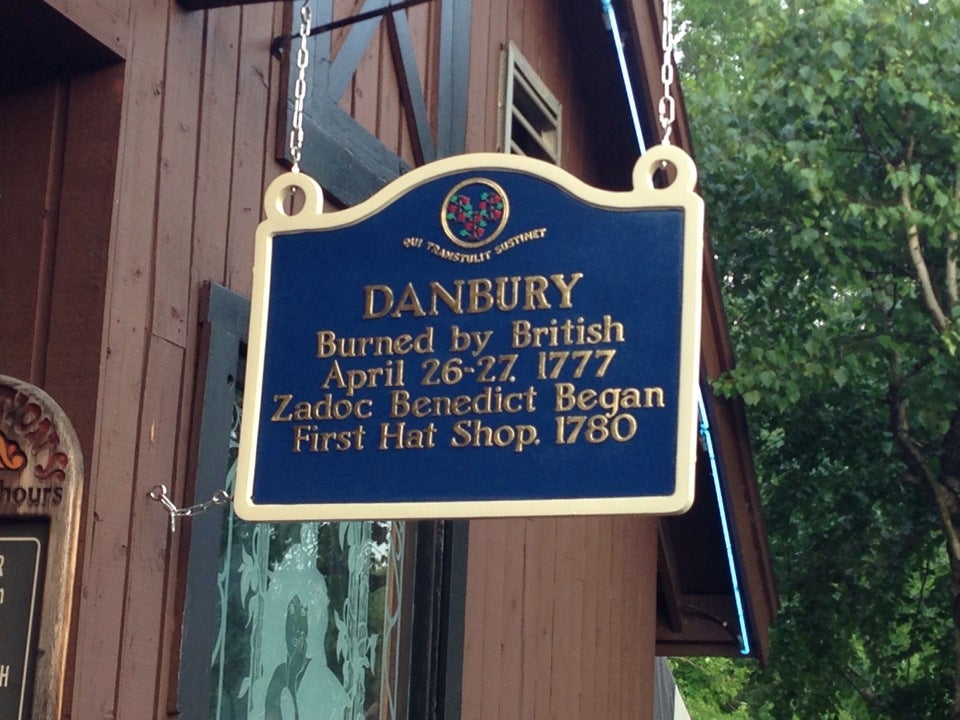 QUI TRANSTULIT SUSTINET
DANBURY
Burned by British
April 26-27, 1777
Zadoc Benedict Began
First Hat Shop. 1780
hours